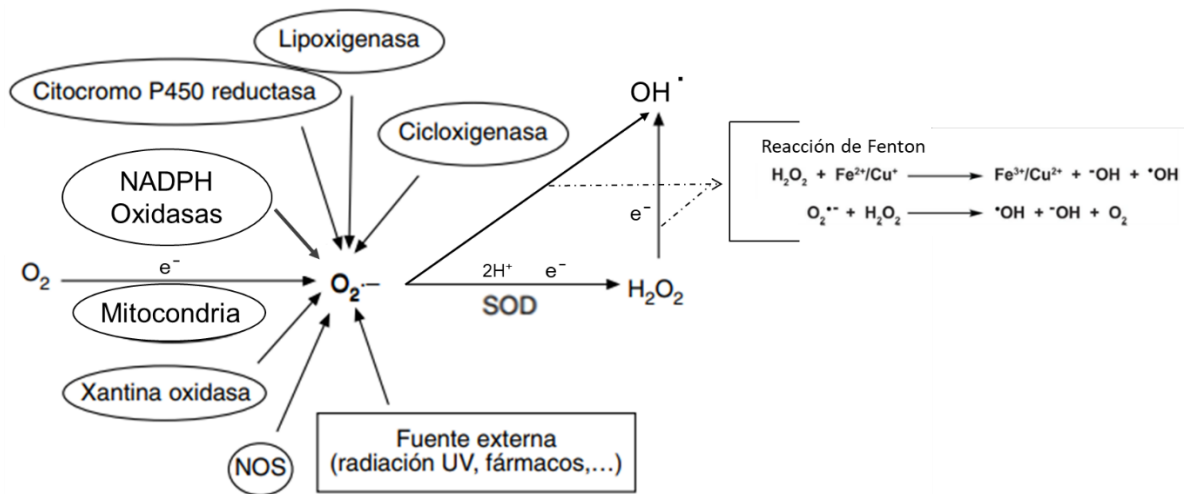 Lipoxigenasa
Citocromo P450 reductasa
Cicloxigenasa
NADPH
Oxidasas
O₂
e⁻
Mitocondria
O₂·−
Xantina oxidasa
NOS
Fuente externa
(radiación UV, fármacos,...)
2H⁺ e⁻
SOD
H₂O₂
e⁻
OH ·
Reacción de Fenton
H₂O₂ + Fe²⁺/Cu⁺ ⟶ Fe³⁺/Cu²⁺ + ⁻OH + •OH
O₂•⁻ + H₂O₂ ⟶ •OH + ⁻OH + O₂